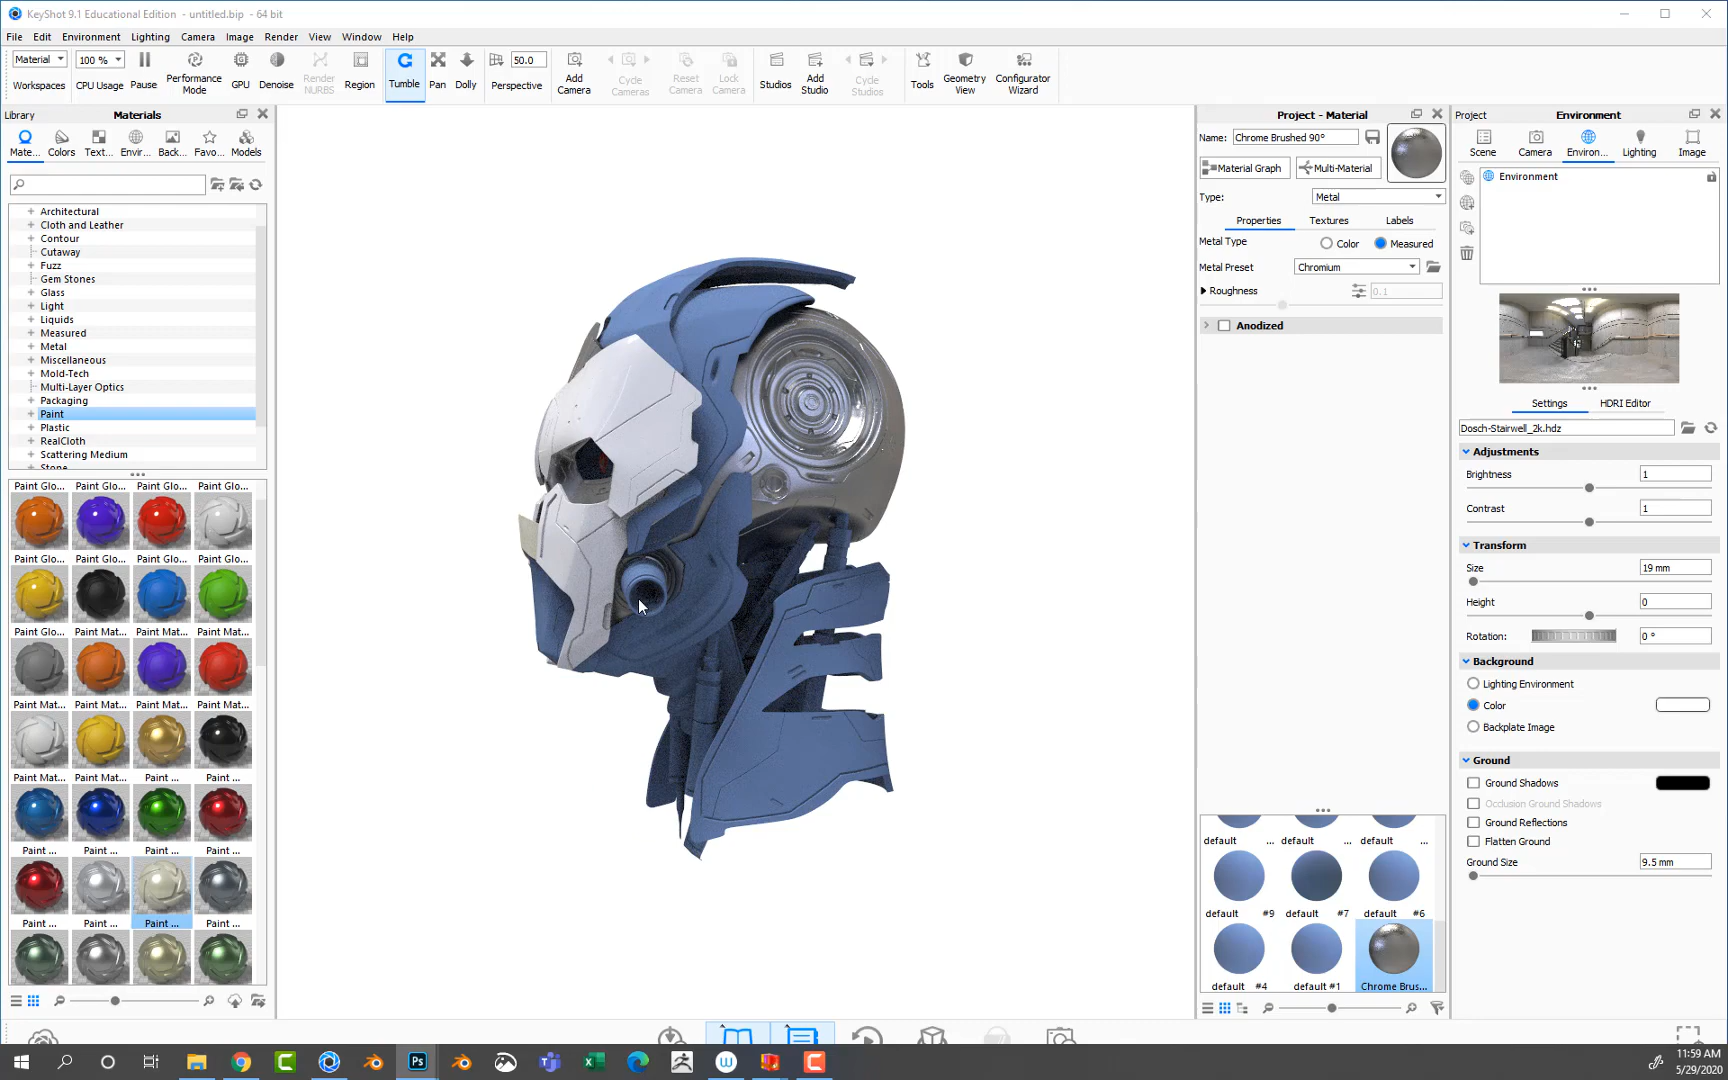 KeyShot 9.1 Educational Edition - untitled.bip - 64 bit
File Edit Environment Lighting Camera Image Render View Window Help
Material 100 % 50.0
Workspaces CPU Usage Pause Performance Mode GPU Denoise Render NURBS Region Tumble Pan Dolly Perspective Add Camera Cycle Cameras Reset Camera Lock Camera Studios Add Studio Cycle Studios Tools Geometry View Configurator Wizard
Library Materials
Mate... Colors Text... Envir... Back... Favo... Models
Architectural
Cloth and Leather
Contour
Cutaway
Fuzz
Gem Stones
Glass
Light
Liquids
Measured
Metal
Miscellaneous
Mold-Tech
Multi-Layer Optics
Packaging
Paint
Plastic
RealCloth
Scattering Medium
Stone
Paint Glo... Paint Glo... Paint Glo... Paint Glo...
Paint Glo... Paint Glo... Paint Glo... Paint Glo...
Paint Glo... Paint Mat... Paint Mat... Paint Mat...
Paint Mat... Paint Mat... Paint Mat... Paint Mat...
Paint Mat... Paint Mat... Paint ... Paint ...
Paint ... Paint ... Paint ... Paint ...
Paint ... Paint ... Paint ... Paint ...
Project - Material
Name: Chrome Brushed 90°
Material Graph Multi-Material
Type: Metal
Properties Textures Labels
Metal Type Color Measured
Metal Preset Chromium
Roughness 0.1
Anodized
default ... default ... default ...
default #9 default #7 default #6
default #4 default #1 Chrome Brus...
Project Environment
Scene Camera Environ... Lighting Image
Environment
Settings HDRI Editor
Dosch-Stairwell_2k.hdz
Adjustments
Brightness 1
Contrast 1
Transform
Size 19 mm
Height 0
Rotation: 0 °
Background
Lighting Environment
Color
Backplate Image
Ground
Ground Shadows
Occlusion Ground Shadows
Ground Reflections
Flatten Ground
Ground Size 9.5 mm
Ps
11:59 AM
5/29/2020